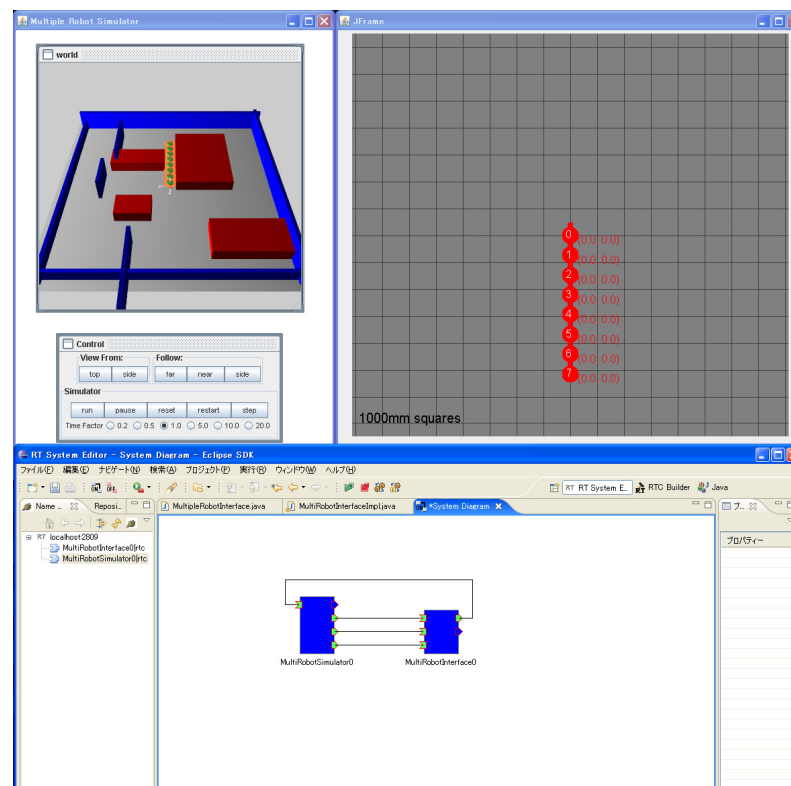 Multiple Robot Simulator
world
Control
View From:
Follow:
top
side
far
near
side
Simulator
run
pause
reset
restart
step
Time Factor
0.2
0.5
1.0
5.0
10.0
20.0
JFrame
0
(0.0 0.0)
1
(0.0 0.0)
2
(0.0 0.0)
3
(0.0 0.0)
4
(0.0 0.0)
5
(0.0 0.0)
6
(0.0 0.0)
7
(0.0 0.0)
1000mm squares
RT System Editor - System Diagram - Eclipse SDK
ファイル(F) 編集(E) ナビゲート(N) 検索(A) プロジェクト(P) 実行(R) ウィンドウ(W) ヘルプ(H)
RT System E..
RTC Builder
Java
Name ..
Reposi..
MultipleRobotInterface.java
MultiRobotInterfaceImpl.java
*System Diagram
プ..
localhost:2809
MultiRobotInterface0|rtc
MultiRobotSimulator0|rtc
プロパティー
MultiRobotSimulator0
MultiRobotInterface0